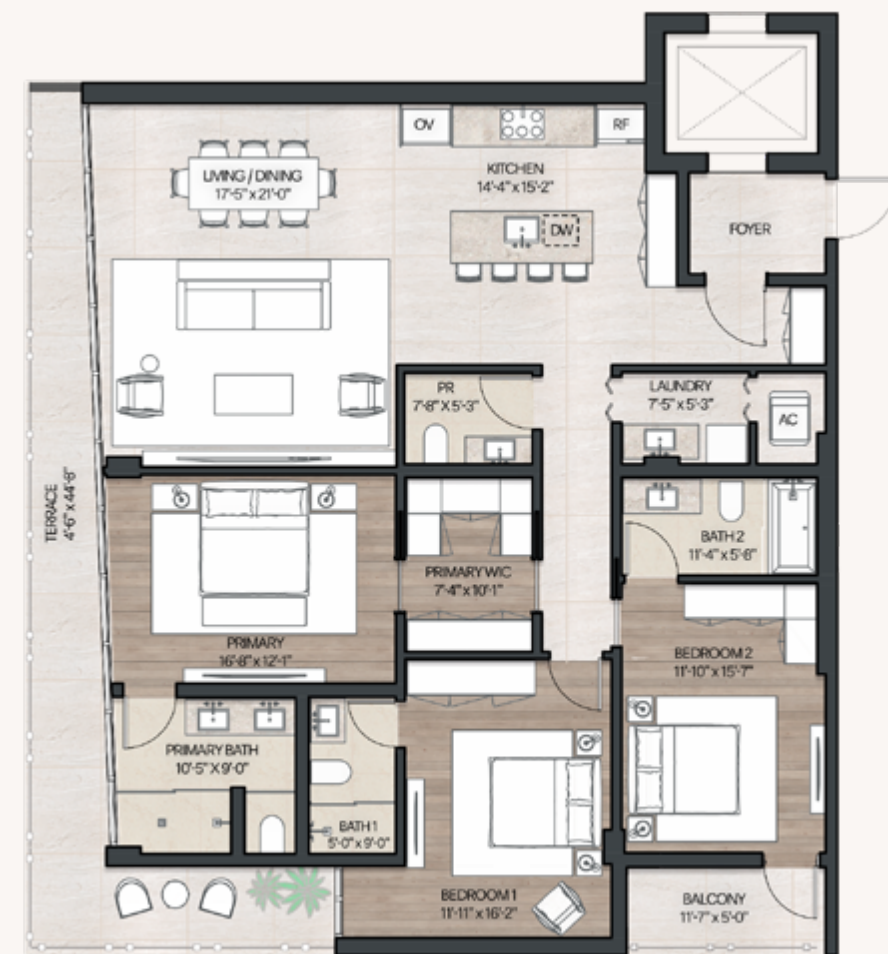 OV
RF
LIVING / DINING
17'-5" x 21'-0"
KITCHEN
14'-4" x 15'-2"
DW
FOYER
PR
7'-8" X 5'-3"
LAUNDRY
7'-5" x 5'-3"
AC
TERRACE
4'-6" x 44'-8"
BATH 2
11'-4" x 5'-8"
PRIMARY WIC
7'-4" x 10'-1"
PRIMARY
16'-8" x 12'-1"
BEDROOM 2
11'-10" x 15'-7"
PRIMARY BATH
10'-5" X 9'-0"
BATH 1
5'-0" x 9'-0"
BEDROOM 1
11'-11" x 16'-2"
BALCONY
11'-7" x 5'-0"